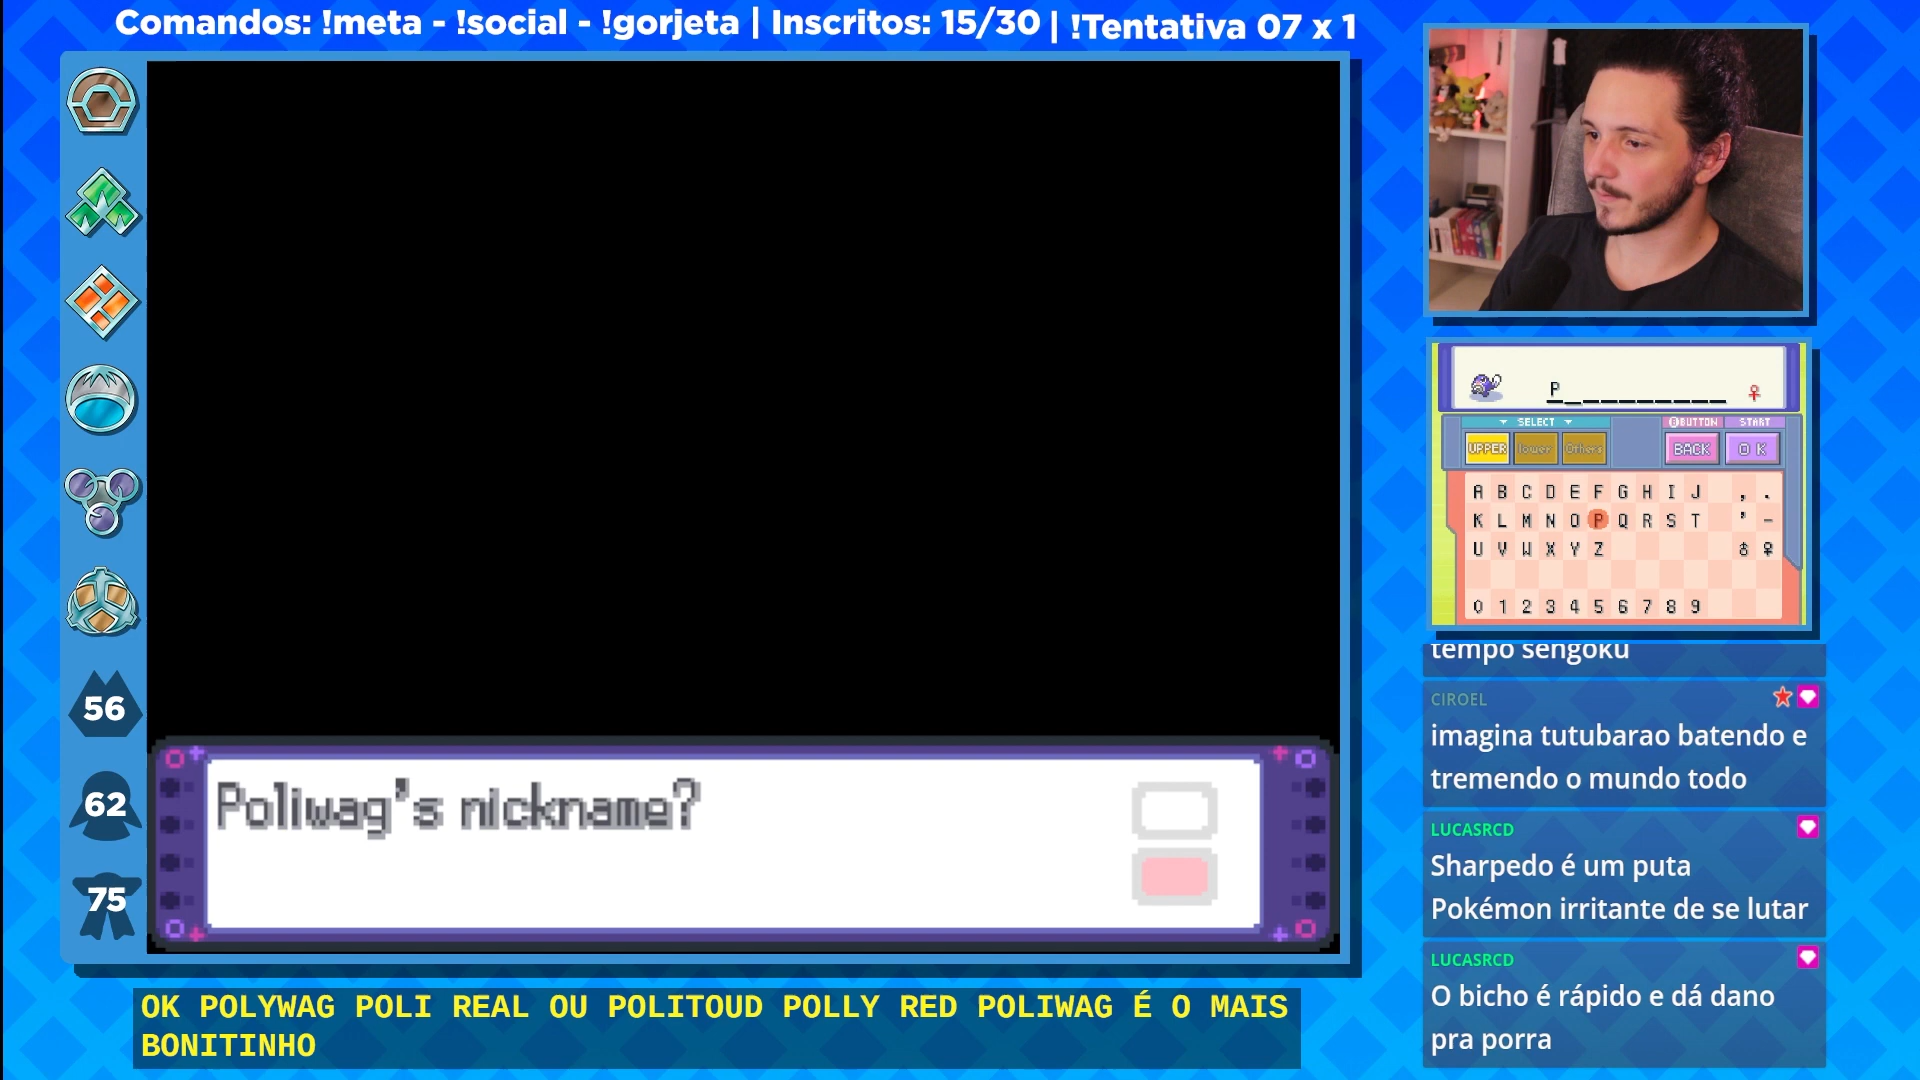 Comandos: !meta - !social - !gorjeta | Inscritos: 15/30 | !Tentativa 07 x 1
P
SELECT
BUTTON START
UPPER lower Others BACK OK
A B C D E F G H I J , .
K L M N O P Q R S T ' -
U V W X Y Z ♂ ♀
0 1 2 3 4 5 6 7 8 9
56
62
75
Poliwag's nickname?
tempo sengoku
CIROEL
imagina tutubarao batendo e
tremendo o mundo todo
LUCASRCD
Sharpedo é um puta
Pokémon irritante de se lutar
LUCASRCD
O bicho é rápido e dá dano
pra porra
OK POLYWAG POLI REAL OU POLITOUD POLLY RED POLIWAG É O MAIS
BONITINHO